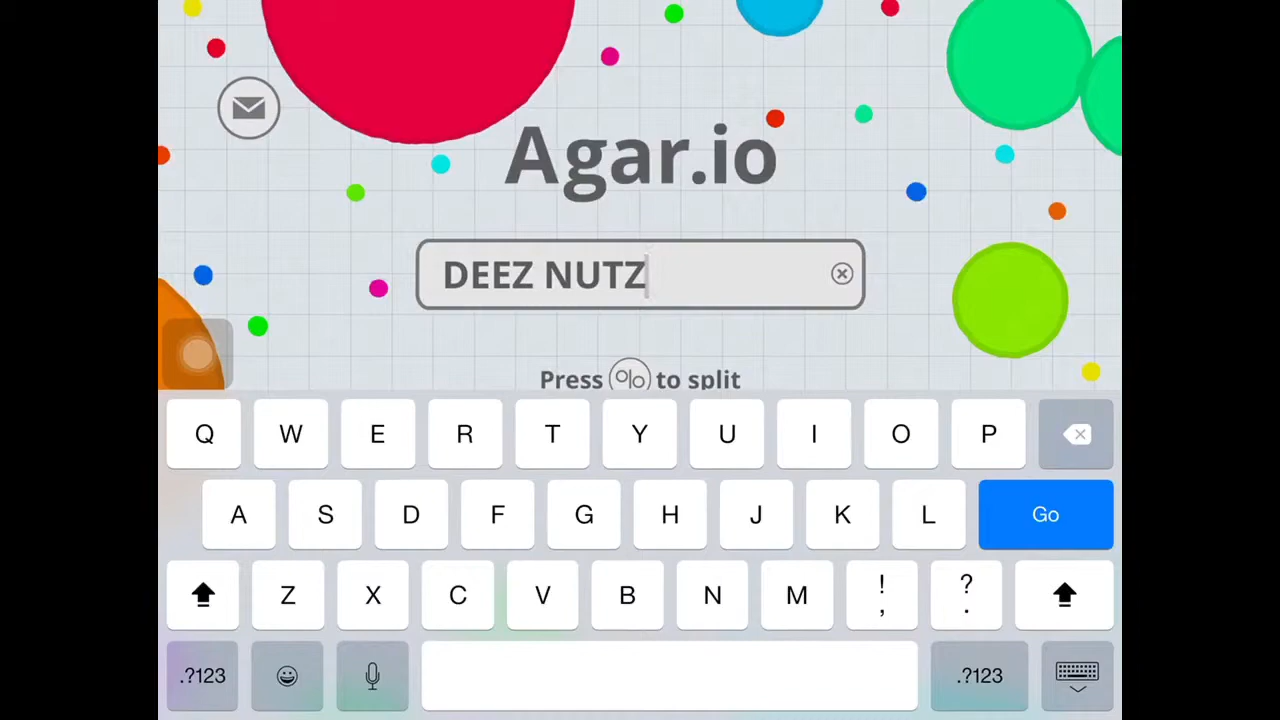 Agar.io
DEEZ NUTZ
Press to split
Q W E R T Y U I O P
A S D F G H J K L Go
Z X C V B N M ! , ? .
.?123 .?123